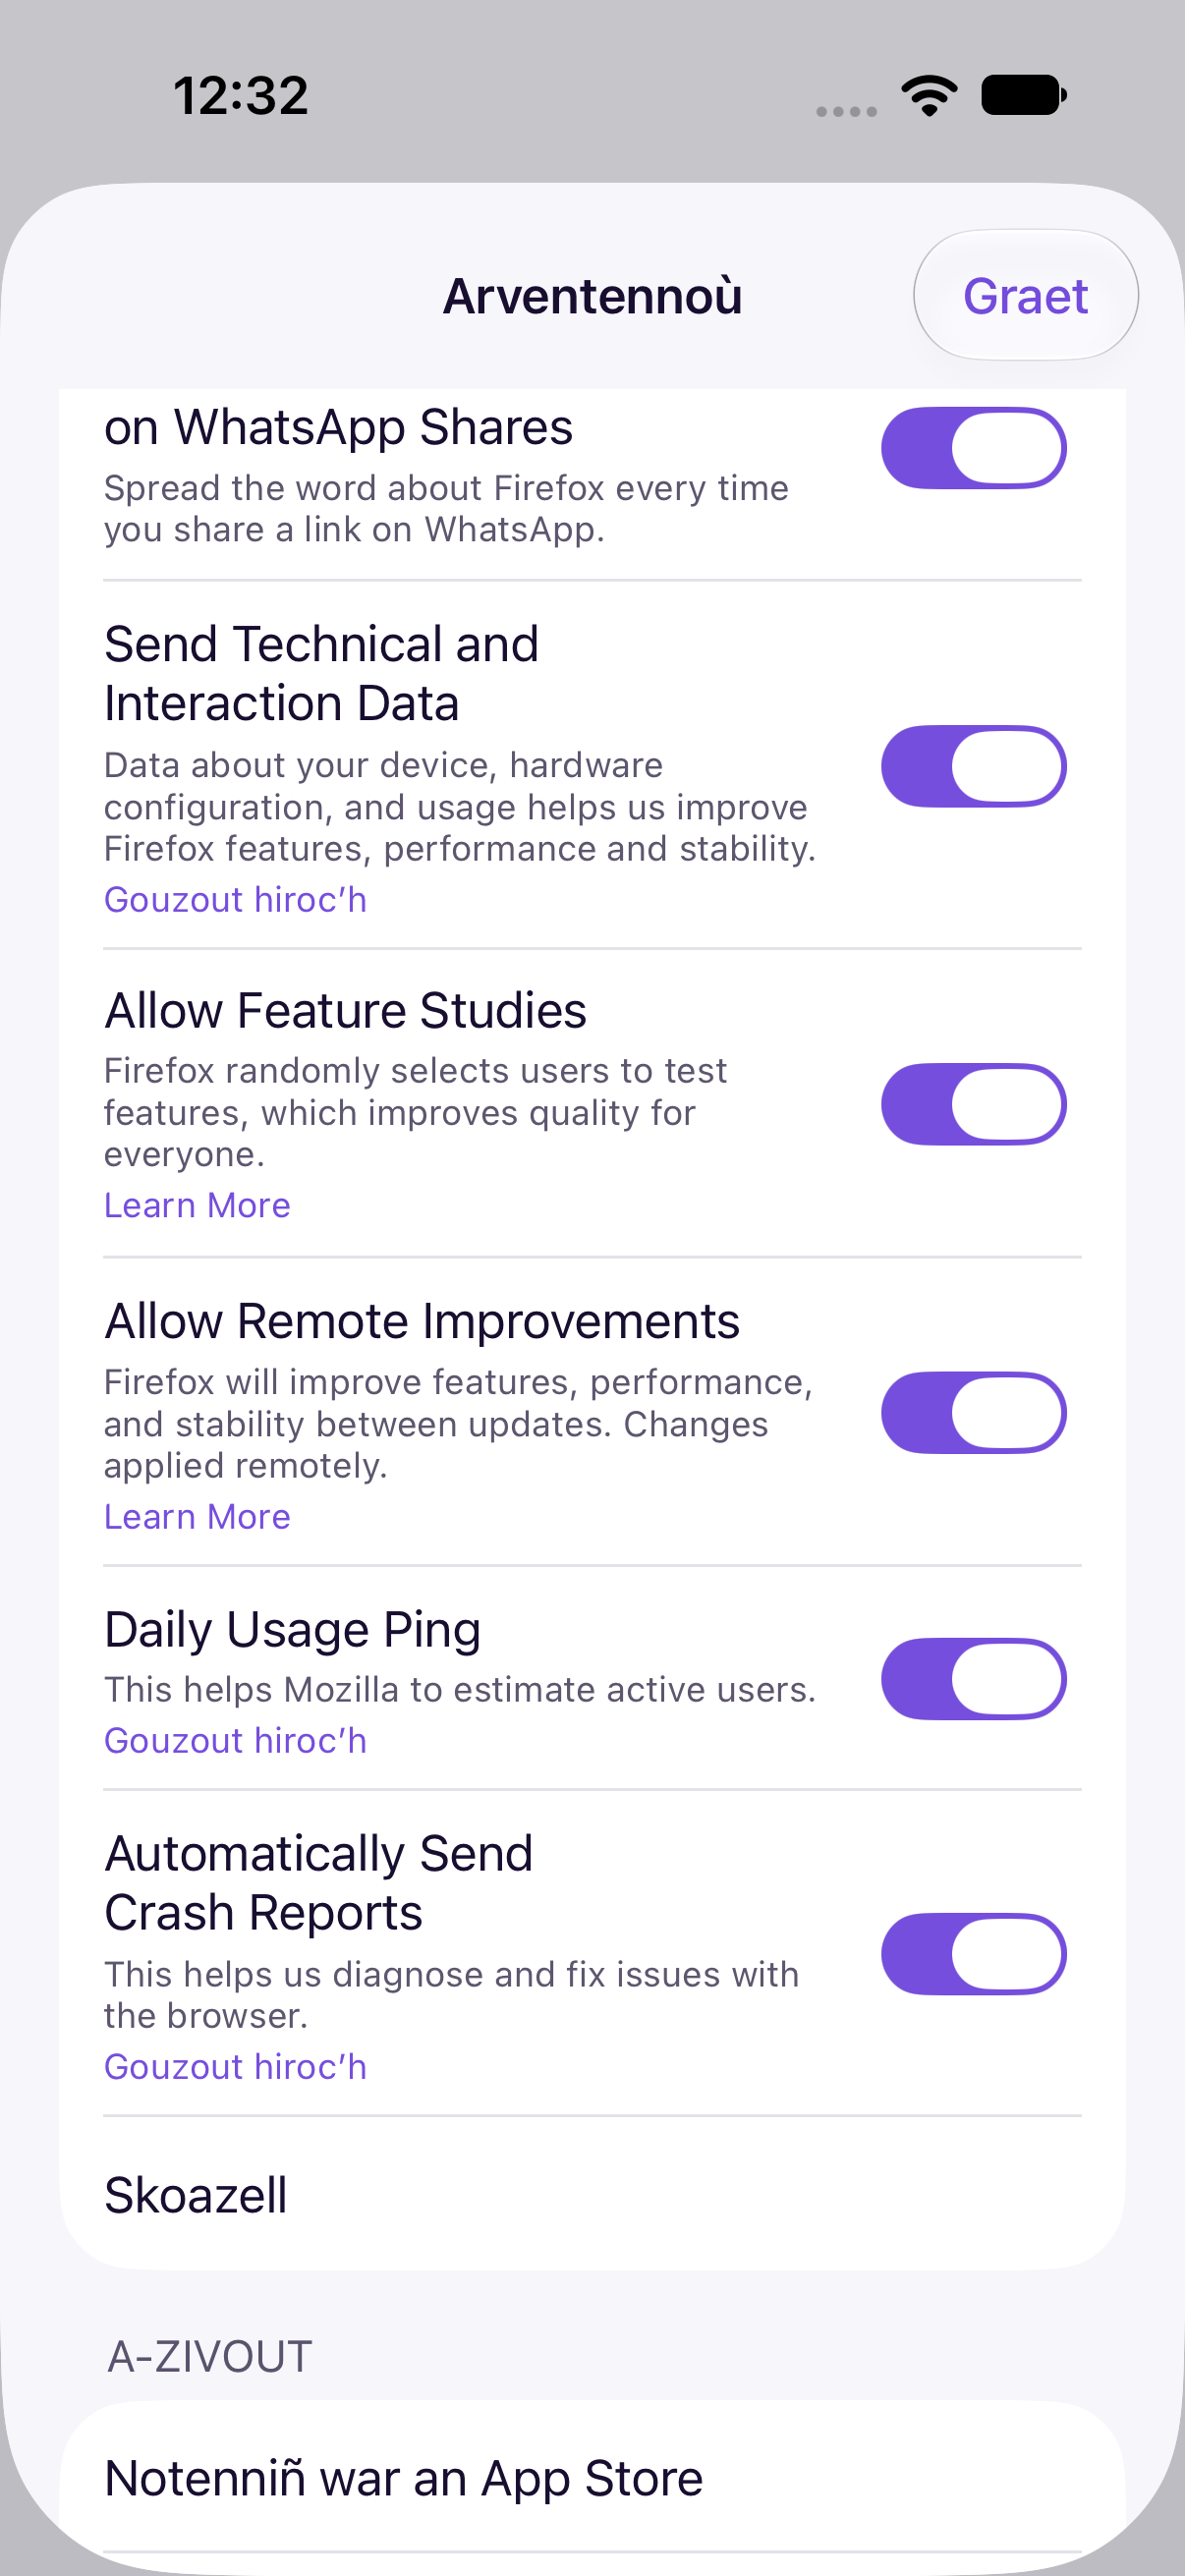 12:32
Arventennoù
Graet
on WhatsApp Shares
Spread the word about Firefox every time
you share a link on WhatsApp.
Send Technical and
Interaction Data
Data about your device, hardware
configuration, and usage helps us improve
Firefox features, performance and stability.
Gouzout hiroc’h
Allow Feature Studies
Firefox randomly selects users to test
features, which improves quality for
everyone.
Learn More
Allow Remote Improvements
Firefox will improve features, performance,
and stability between updates. Changes
applied remotely.
Learn More
Daily Usage Ping
This helps Mozilla to estimate active users.
Gouzout hiroc’h
Automatically Send
Crash Reports
This helps us diagnose and fix issues with
the browser.
Gouzout hiroc’h
Skoazell
A-ZIVOUT
Notenniñ war an App Store